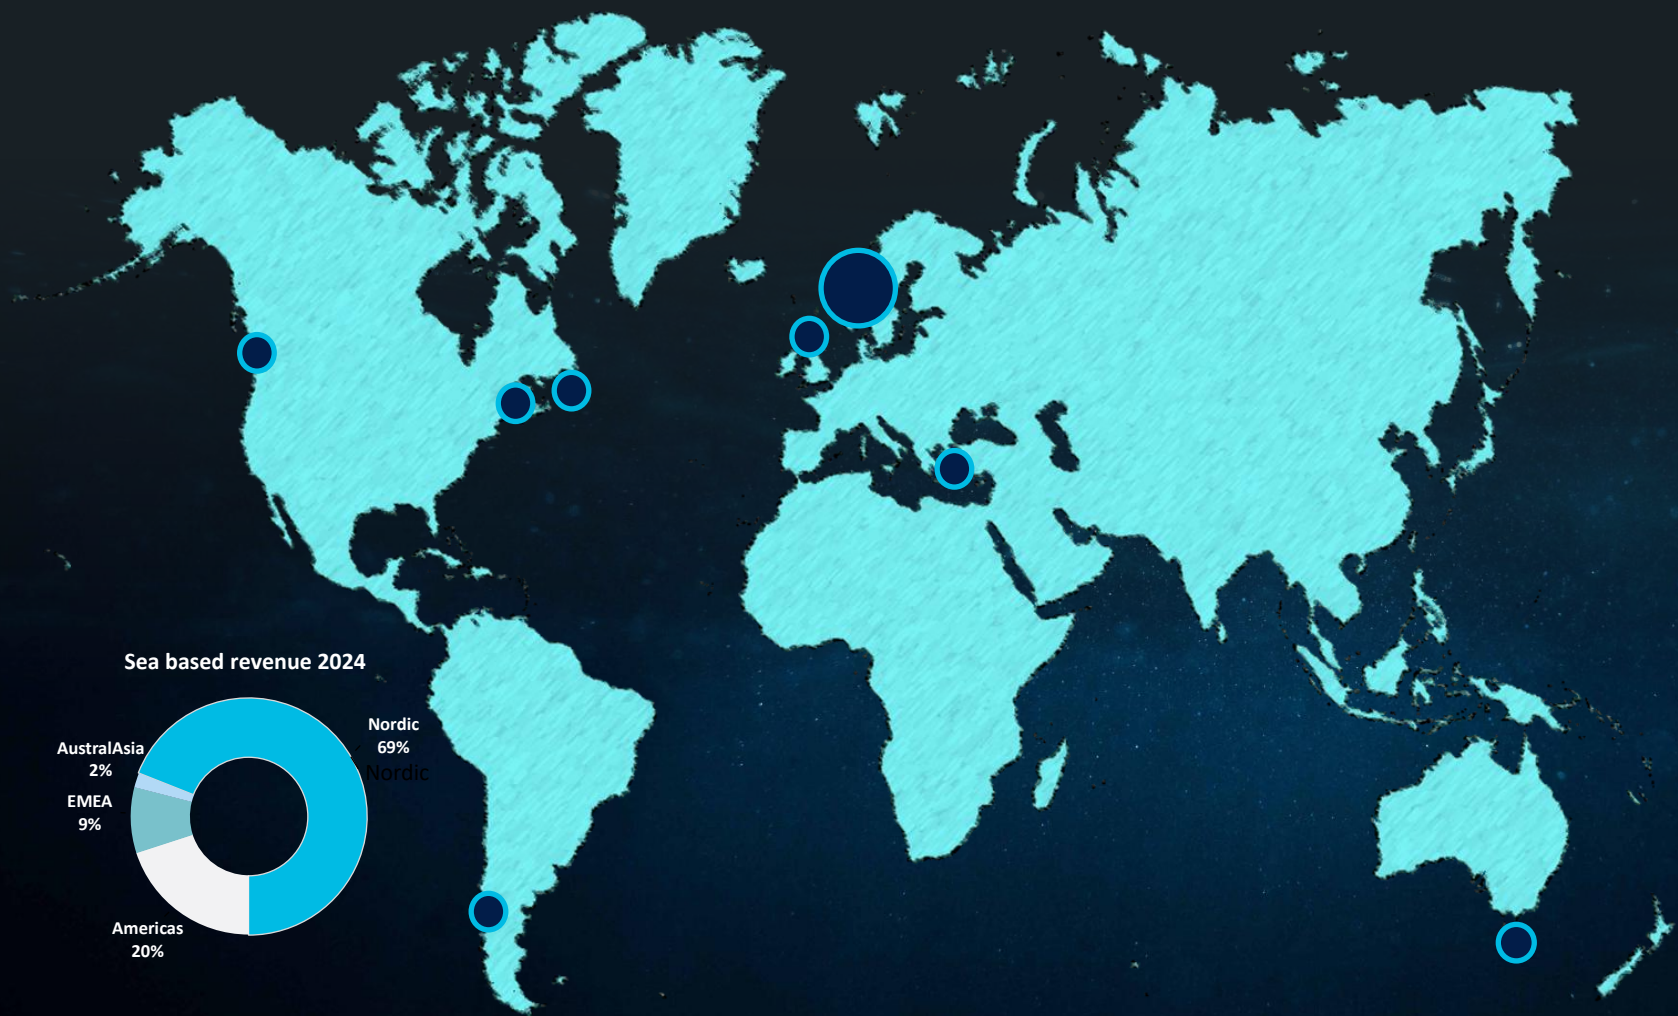 Sea based revenue 2024
Nordic
69%
Nordic
AustralAsia
2%
EMEA
9%
Americas
20%